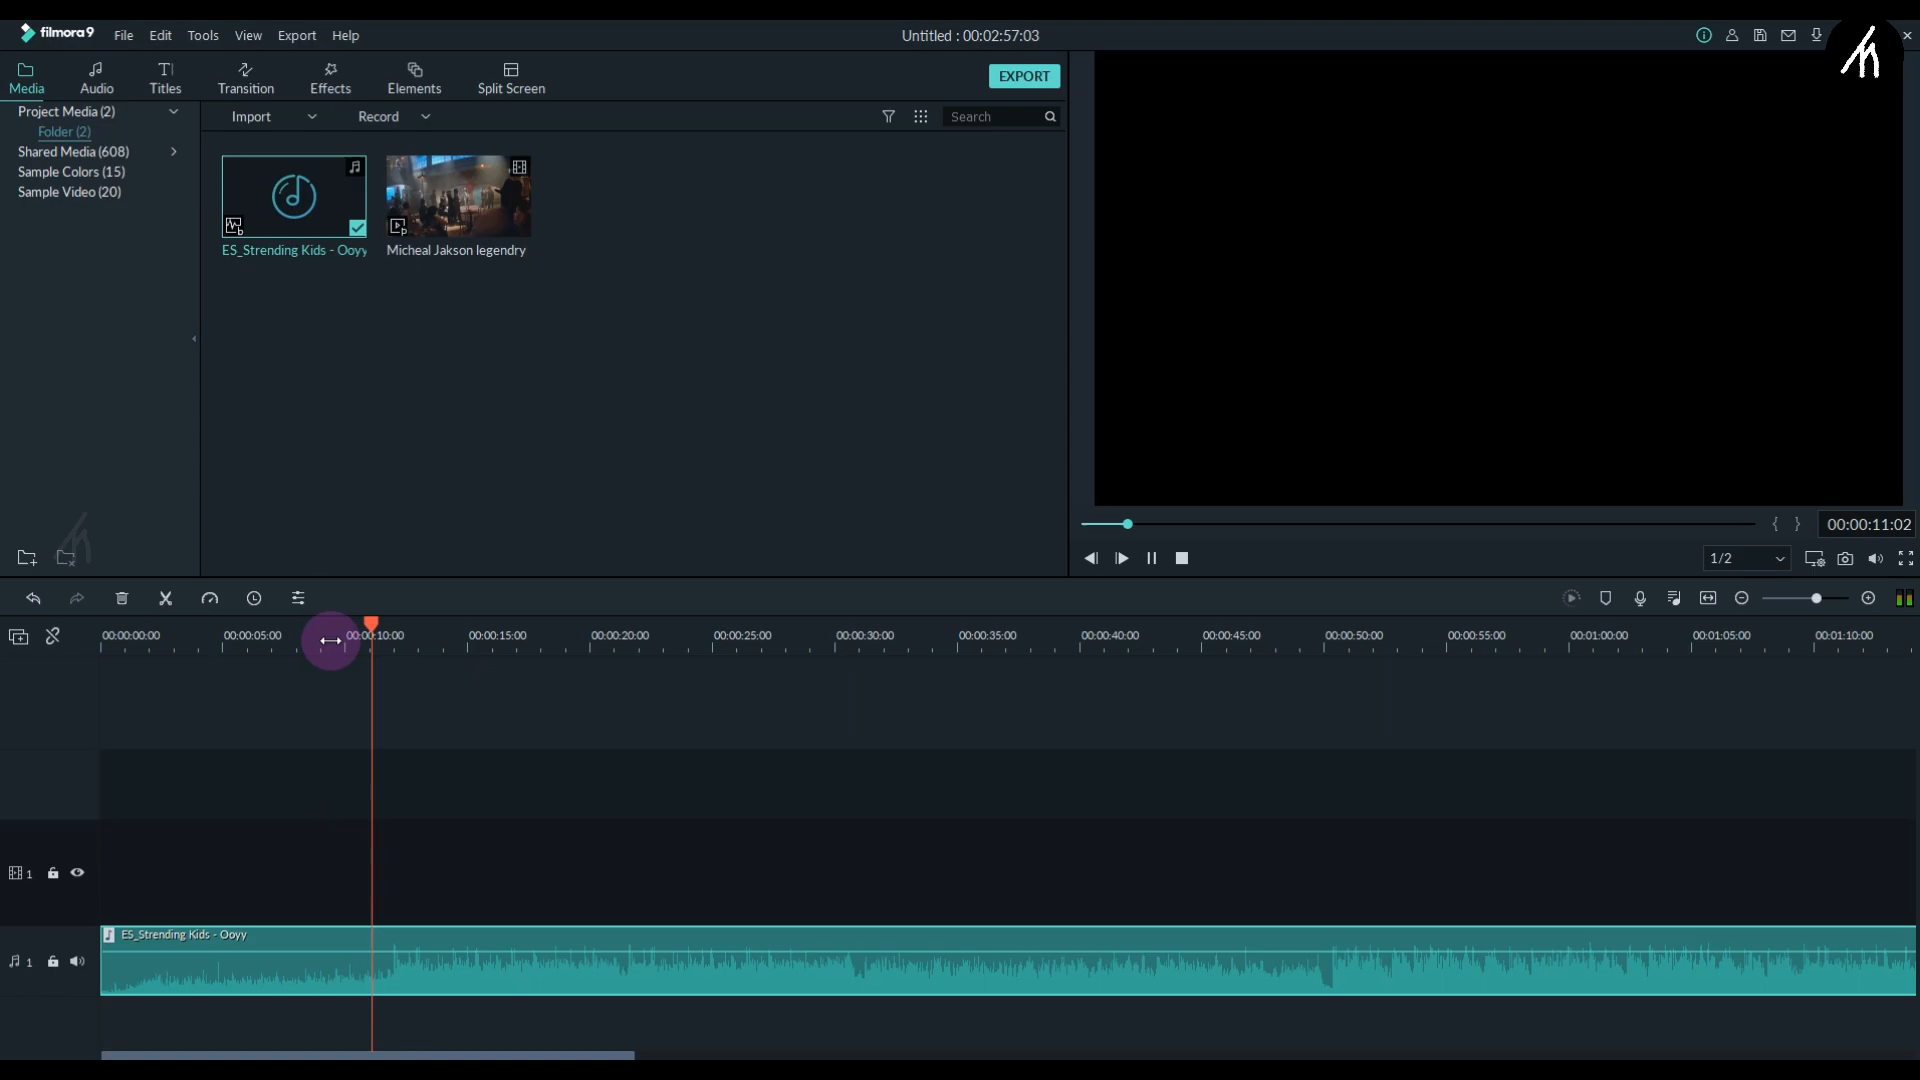 filmora9 File Edit Tools View Export Help Untitled : 00:02:57:03
Media Audio Titles Transition Effects Elements Split Screen EXPORT
Project Media (2) Import Record Search
Folder (2)
Shared Media (608)
Sample Colors (15)
Sample Video (20)
ES_Strending Kids - Ooyy Micheal Jakson legendry
00:00:11:02
1/2
00:00:00:00 00:00:05:00 00:00:10:00 00:00:15:00 00:00:20:00 00:00:25:00 00:00:30:00 00:00:35:00 00:00:40:00 00:00:45:00 00:00:50:00 00:00:55:00 00:01:00:00 00:01:05:00 00:01:10:00
1
ES_Strending Kids - Ooyy
1